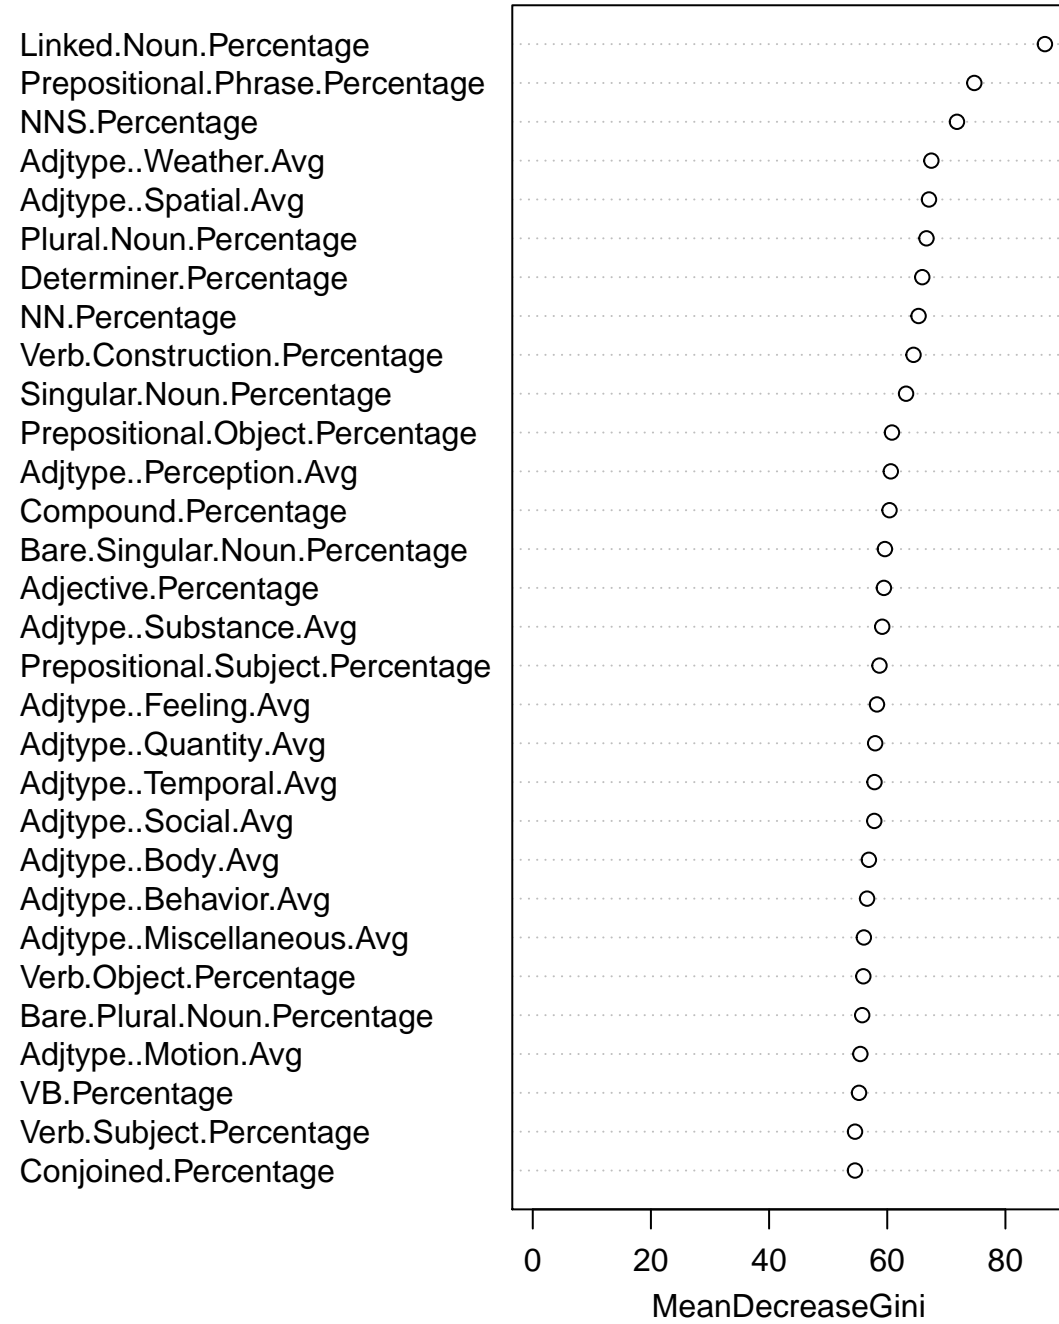 Linked.Noun.Percentage
Prepositional.Phrase.Percentage
NNS.Percentage
Adjtype..Weather.Avg
Adjtype..Spatial.Avg
Plural.Noun.Percentage
Determiner.Percentage
NN.Percentage
Verb.Construction.Percentage
Singular.Noun.Percentage
Prepositional.Object.Percentage
Adjtype..Perception.Avg
Compound.Percentage
Bare.Singular.Noun.Percentage
Adjective.Percentage
Adjtype..Substance.Avg
Prepositional.Subject.Percentage
Adjtype..Feeling.Avg
Adjtype..Quantity.Avg
Adjtype..Temporal.Avg
Adjtype..Social.Avg
Adjtype..Body.Avg
Adjtype..Behavior.Avg
Adjtype..Miscellaneous.Avg
Verb.Object.Percentage
Bare.Plural.Noun.Percentage
Adjtype..Motion.Avg
VB.Percentage
Verb.Subject.Percentage
Conjoined.Percentage
0 20 40 60 80
MeanDecreaseGini